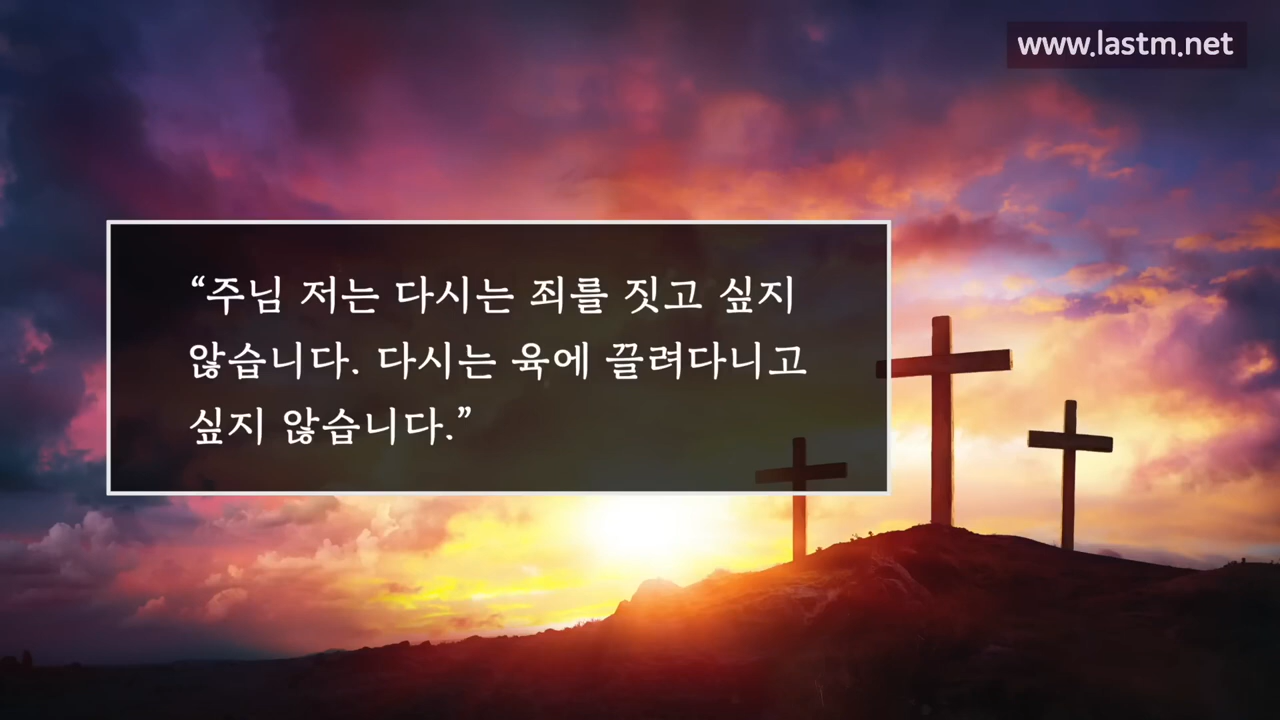 www.lastm.net
“주님 저는 다시는 죄를 짓고 싶지
않습니다. 다시는 육에 끌려다니고
싶지 않습니다.”